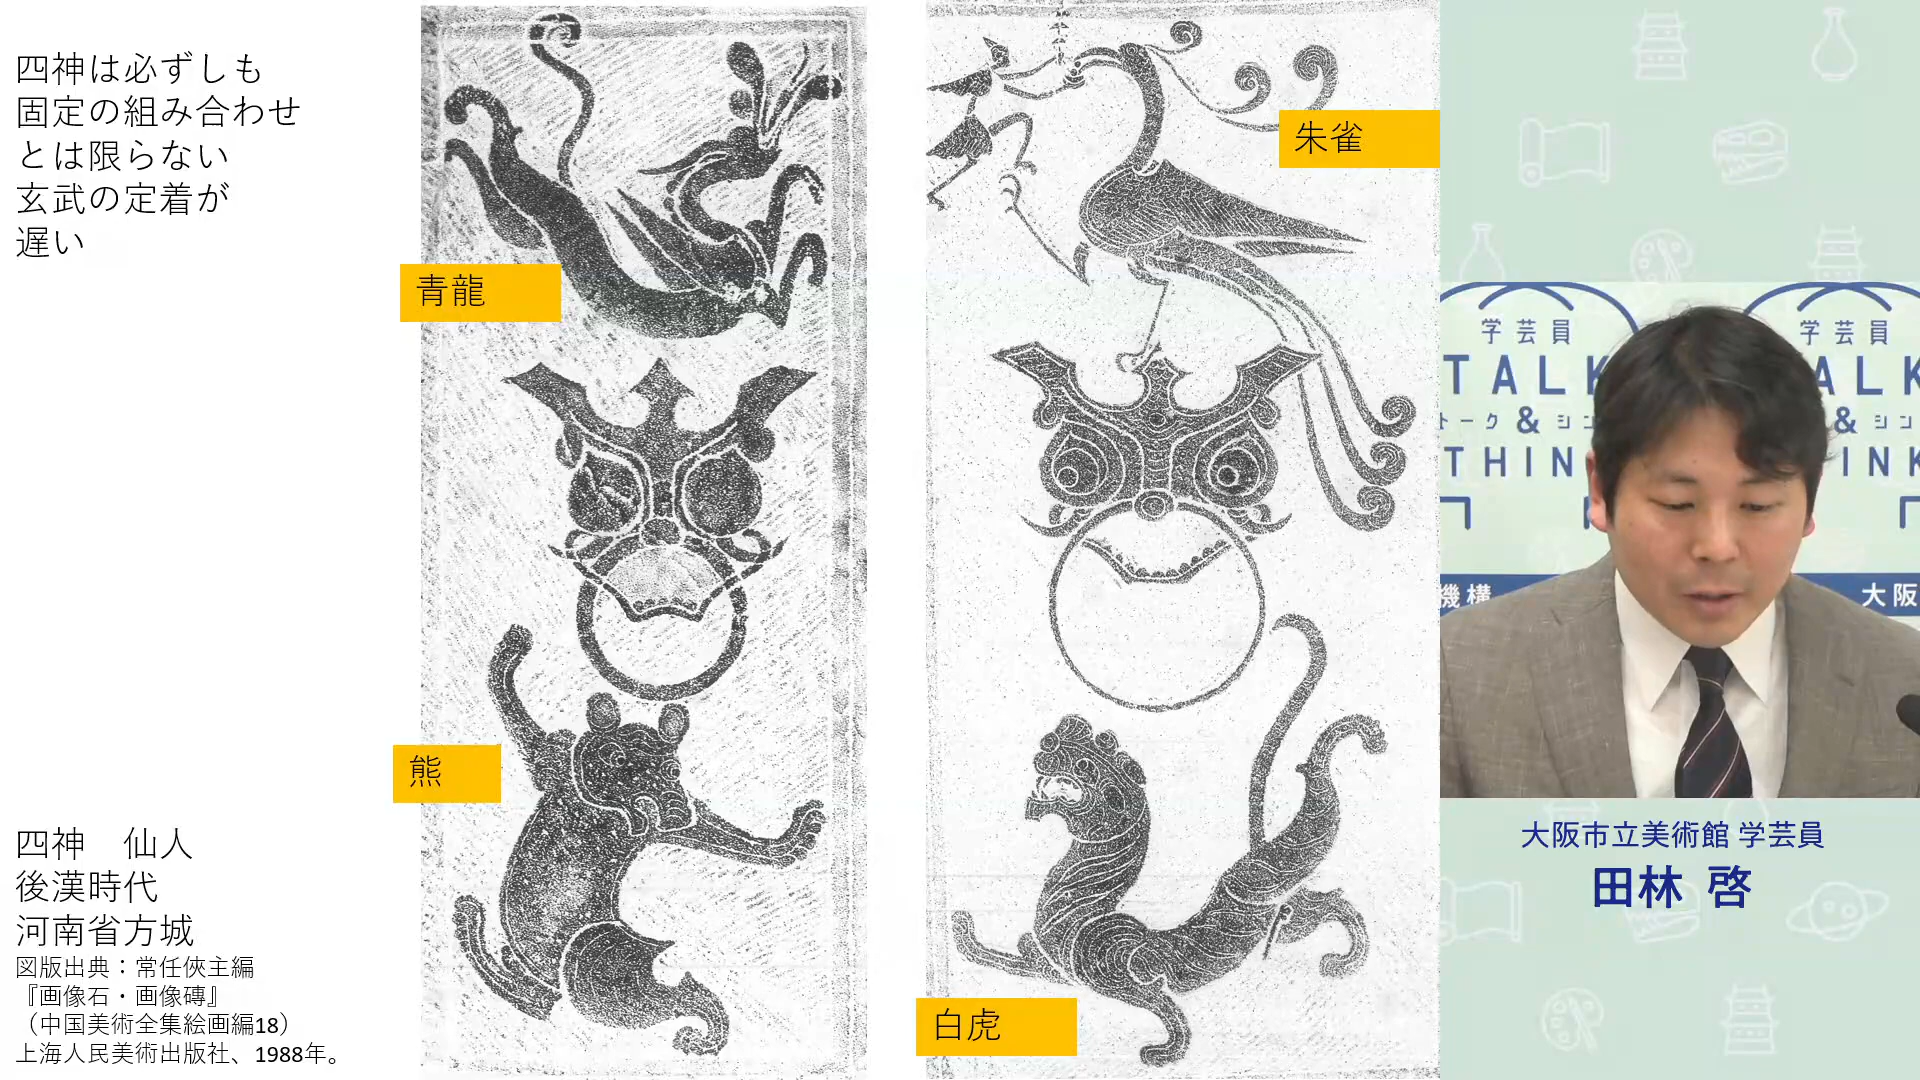 四神は必ずしも
固定の組み合わせ
とは限らない
玄武の定着が
遅い
青龍
朱雀
熊
白虎
四神　仙人
後漢時代
河南省方城
図版出典：常任俠主編
『画像石・画像磚』
（中国美術全集絵画編18）
上海人民美術出版社、1988年。
学芸員
TALK
トーク & シン
THIN
機構
学芸員
ALK
& シン
INK
大阪
大阪市立美術館 学芸員
田林 啓